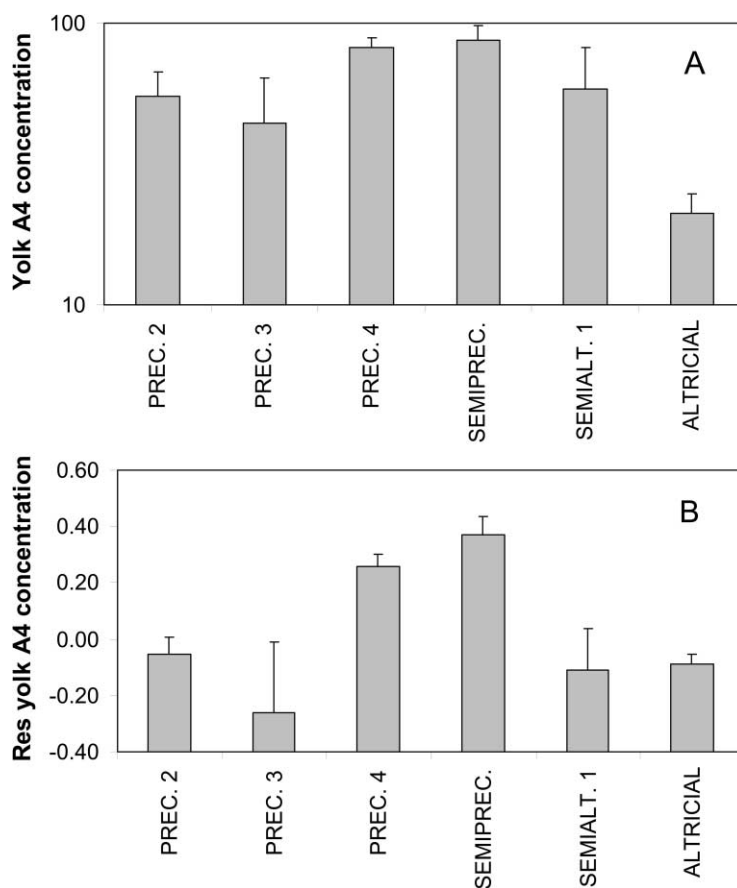 100
A
Yolk A4 concentration
10
PREC. 2
PREC. 3
PREC. 4
SEMIPREC.
SEMIALT. 1
ALTRICIAL
0.60
B
0.40
0.20
0.00
-0.20
-0.40
Res yolk A4 concentration
PREC. 2
PREC. 3
PREC. 4
SEMIPREC.
SEMIALT. 1
ALTRICIAL